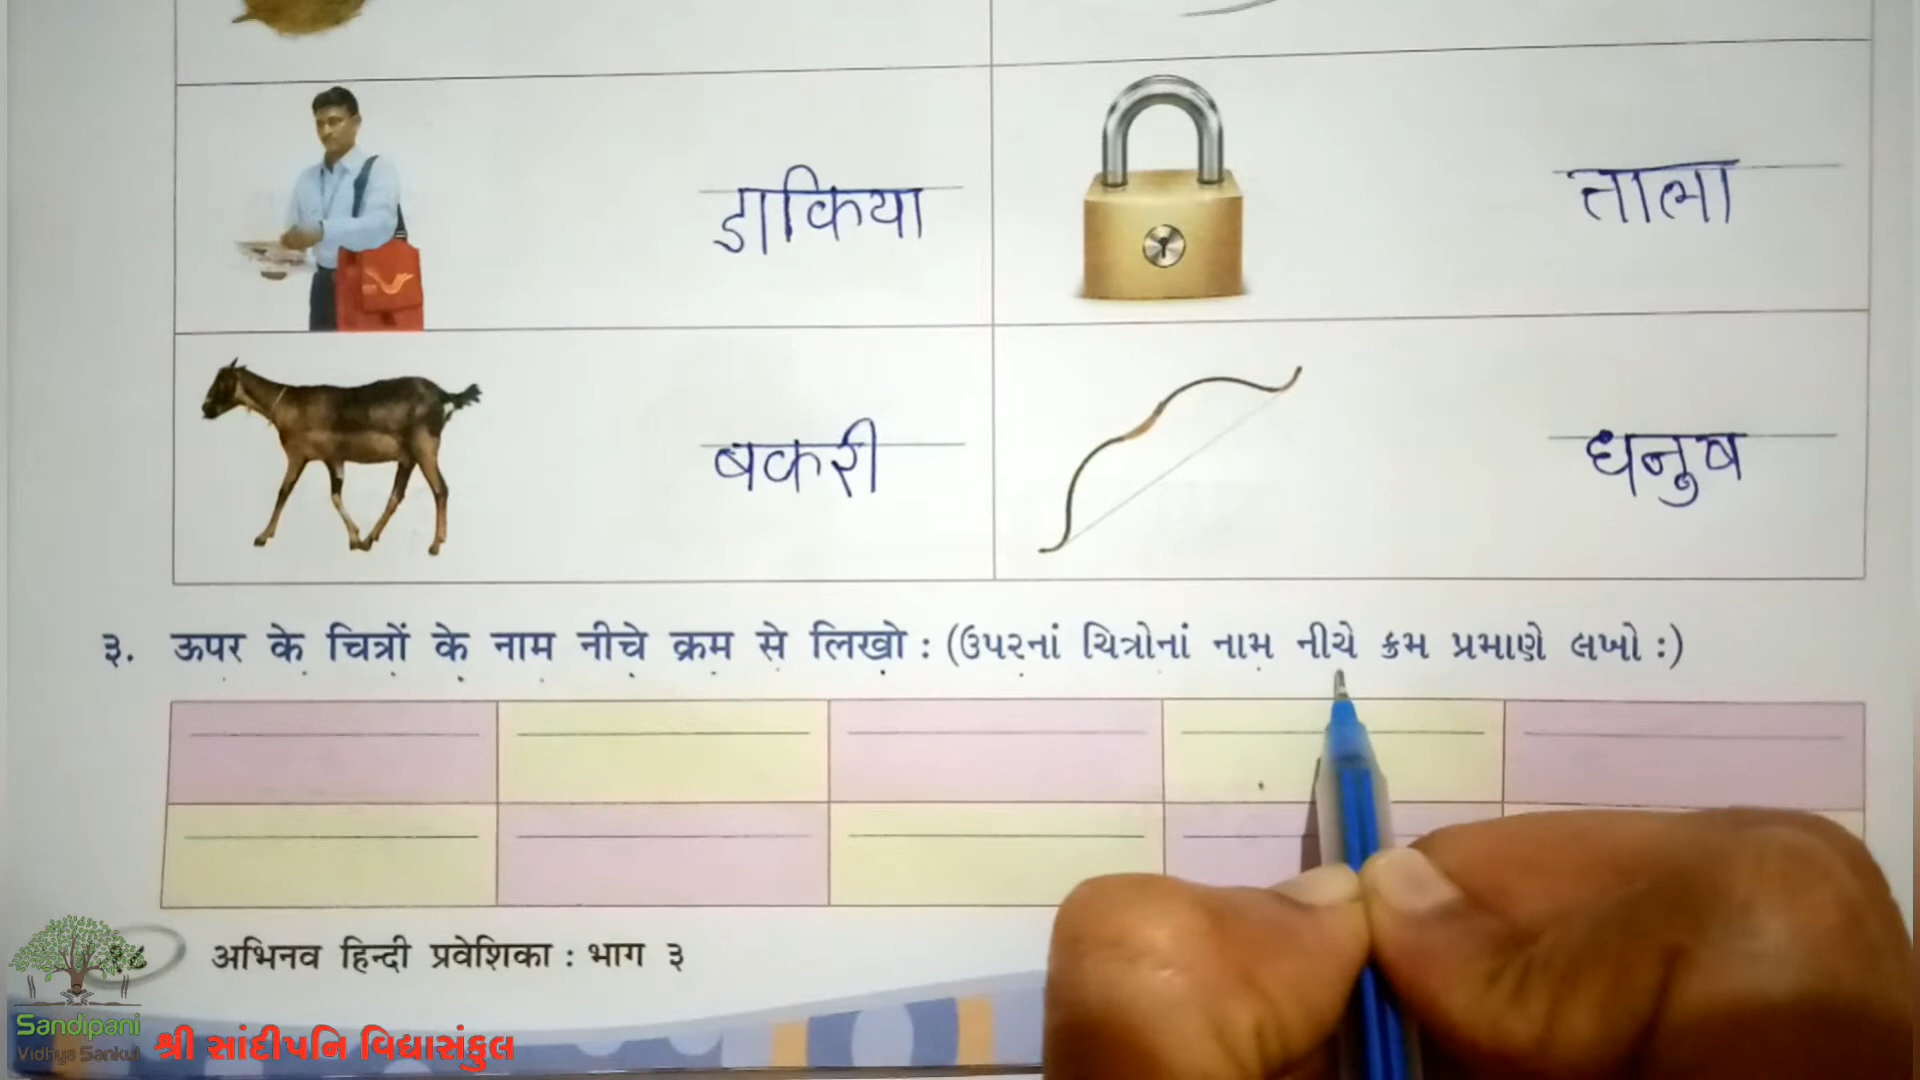 डाकिया
ताला
बकरी
धनुष
३. ऊपर के चित्रों के नाम नीचे क्रम से लिखो : (ઉપરનાં ચિત્રોનાં નામ નીચે ક્રમ પ્રમાણે લખો :)
अभिनव हिन्दी प्रवेशिका : भाग ३
Sandipani
Vidhya Sankul
શ્રી સાંદીપનિ વિદ્યાસંકુલ